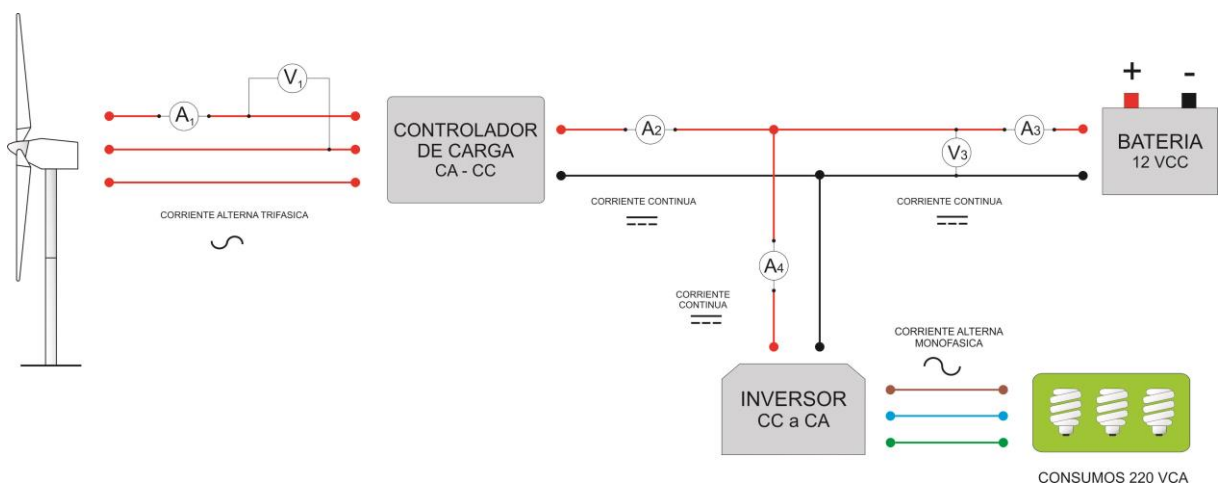 V1
A1
CORRIENTE ALTERNA TRIFASICA
CONTROLADOR
DE CARGA
CA - CC
A2
A3
V3
CORRIENTE CONTINUA
CORRIENTE CONTINUA
+ -
BATERIA
12 VCC
A4
CORRIENTE
CONTINUA
INVERSOR
CC a CA
CORRIENTE ALTERNA
MONOFASICA
CONSUMOS 220 VCA